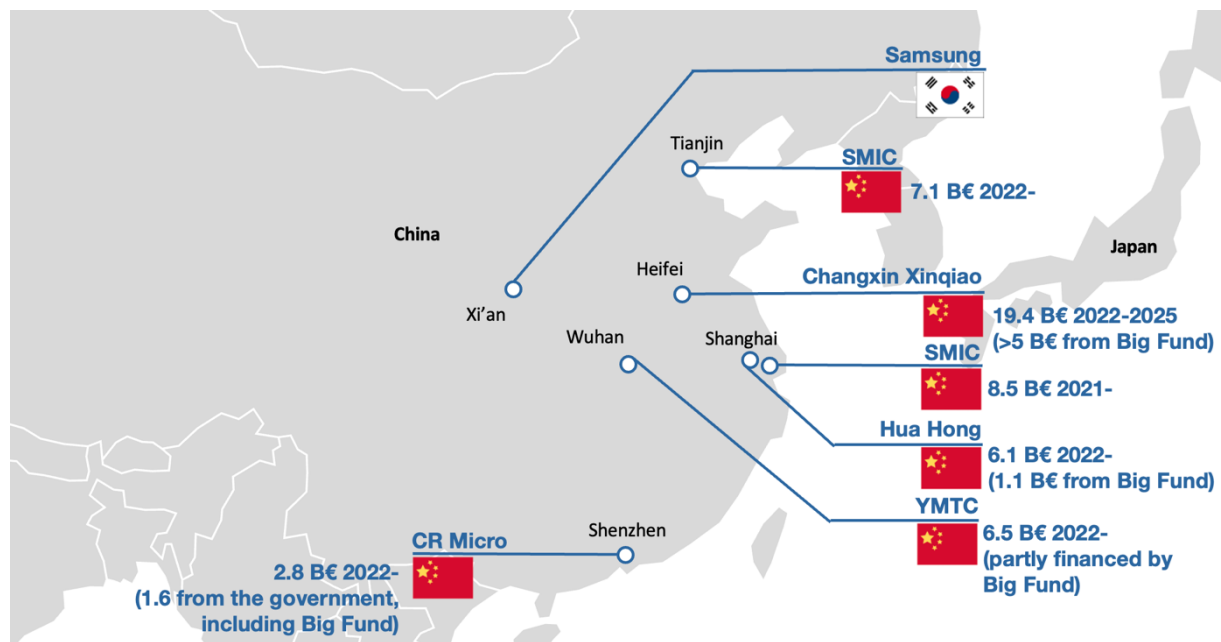 Samsung
Tianjin
SMIC
7.1 B€ 2022-
China
Japan
Heifei
Changxin Xinqiao
Xi’an
19.4 B€ 2022-2025
(>5 B€ from Big Fund)
Wuhan
Shanghai
SMIC
8.5 B€ 2021-
Hua Hong
6.1 B€ 2022-
(1.1 B€ from Big Fund)
YMTC
6.5 B€ 2022-
(partly financed by
Big Fund)
Shenzhen
CR Micro
2.8 B€ 2022-
(1.6 from the government,
including Big Fund)